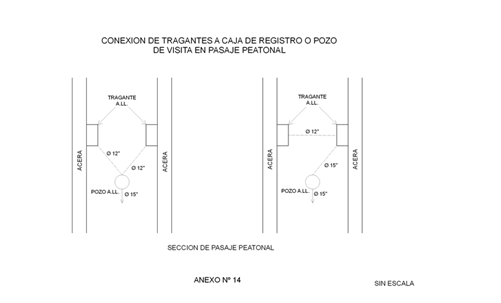 CONEXION DE TRAGANTES A CAJA DE REGISTRO O POZO
DE VISITA EN PASAJE PEATONAL
TRAGANTE
A.LL.
ACERA
ACERA
Ø 12"
Ø 12"
POZO A.LL.
Ø 15"
TRAGANTE
A.LL.
Ø 12"
ACERA
ACERA
Ø 15"
POZO A.LL.
Ø 15"
SECCION DE PASAJE PEATONAL
ANEXO Nº 14
SIN ESCALA